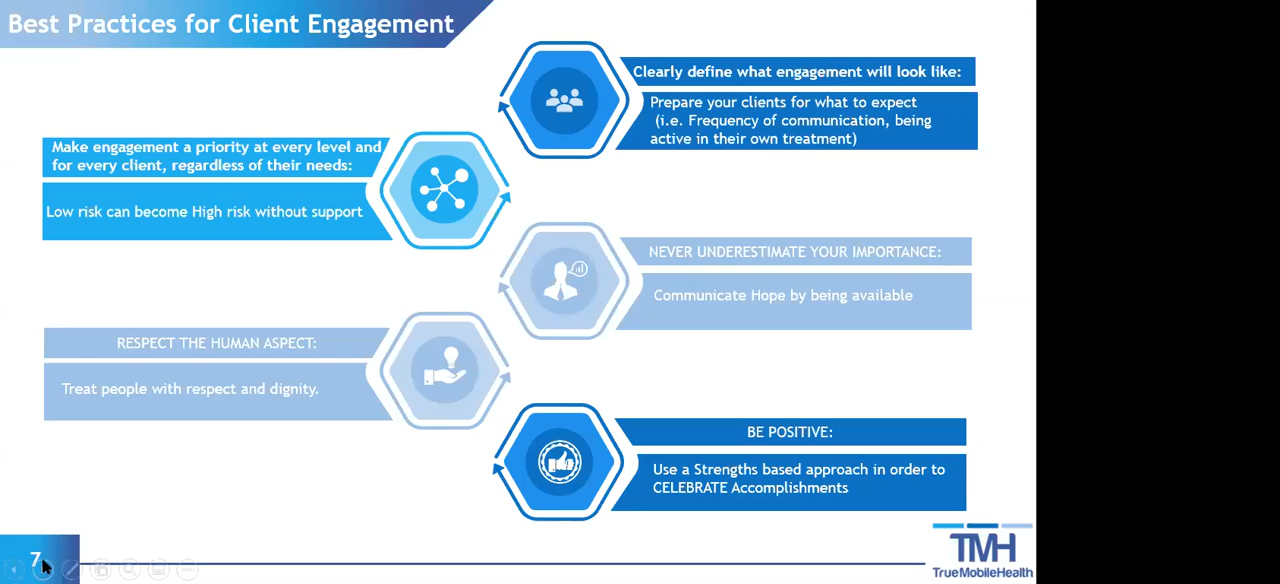 Best Practices for Client Engagement
Clearly define what engagement will look like:
Prepare your clients for what to expect
(i.e. Frequency of communication, being
active in their own treatment)
Make engagement a priority at every level and
for every client, regardless of their needs:
Low risk can become High risk without support
NEVER UNDERESTIMATE YOUR IMPORTANCE:
Communicate Hope by being available
RESPECT THE HUMAN ASPECT:
Treat people with respect and dignity.
BE POSITIVE:
Use a Strengths based approach in order to
CELEBRATE Accomplishments
7
TMH
TrueMobileHealth